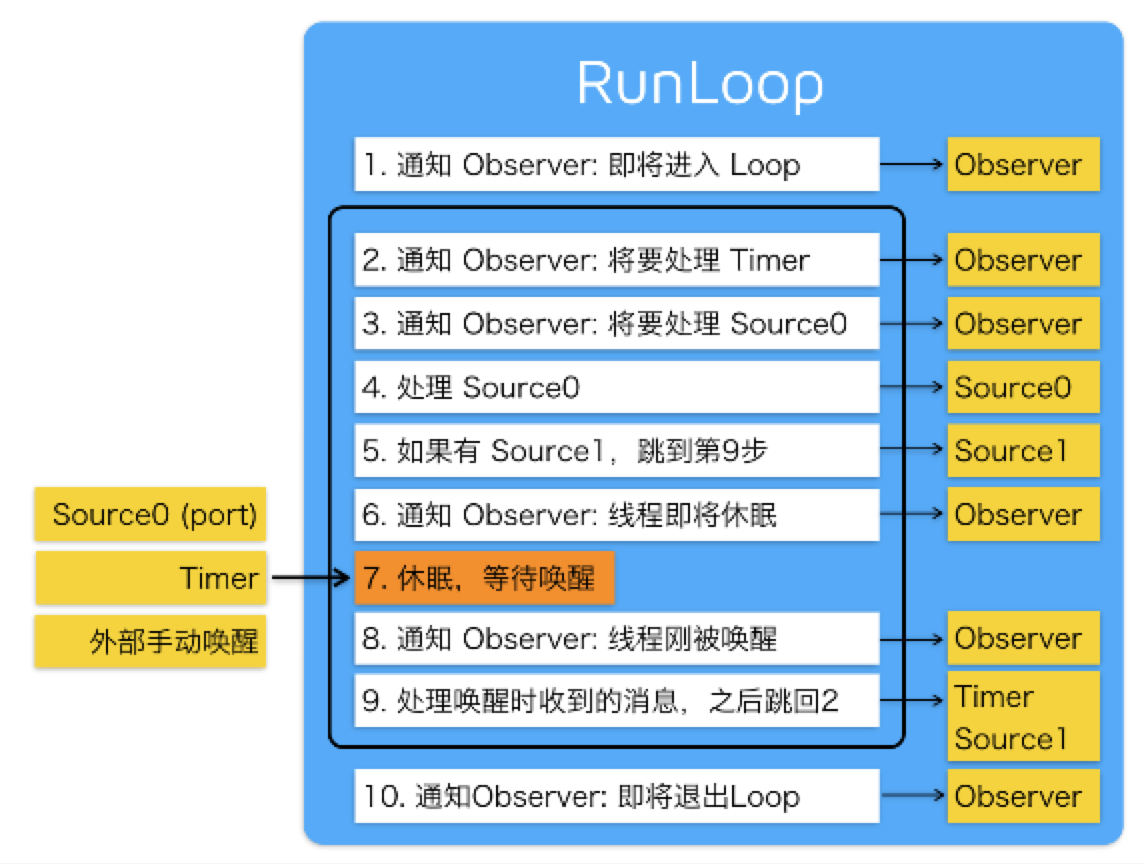 RunLoop
1. 通知 Observer: 即将进入 Loop
Observer
2. 通知 Observer: 将要处理 Timer
Observer
3. 通知 Observer: 将要处理 Source0
Observer
4. 处理 Source0
Source0
5. 如果有 Source1，跳到第9步
Source1
Source0 (port)
6. 通知 Observer: 线程即将休眠
Observer
Timer
7. 休眠，等待唤醒
外部手动唤醒
8. 通知 Observer: 线程刚被唤醒
Observer
9. 处理唤醒时收到的消息，之后跳回2
Timer
Source1
10. 通知Observer: 即将退出Loop
Observer